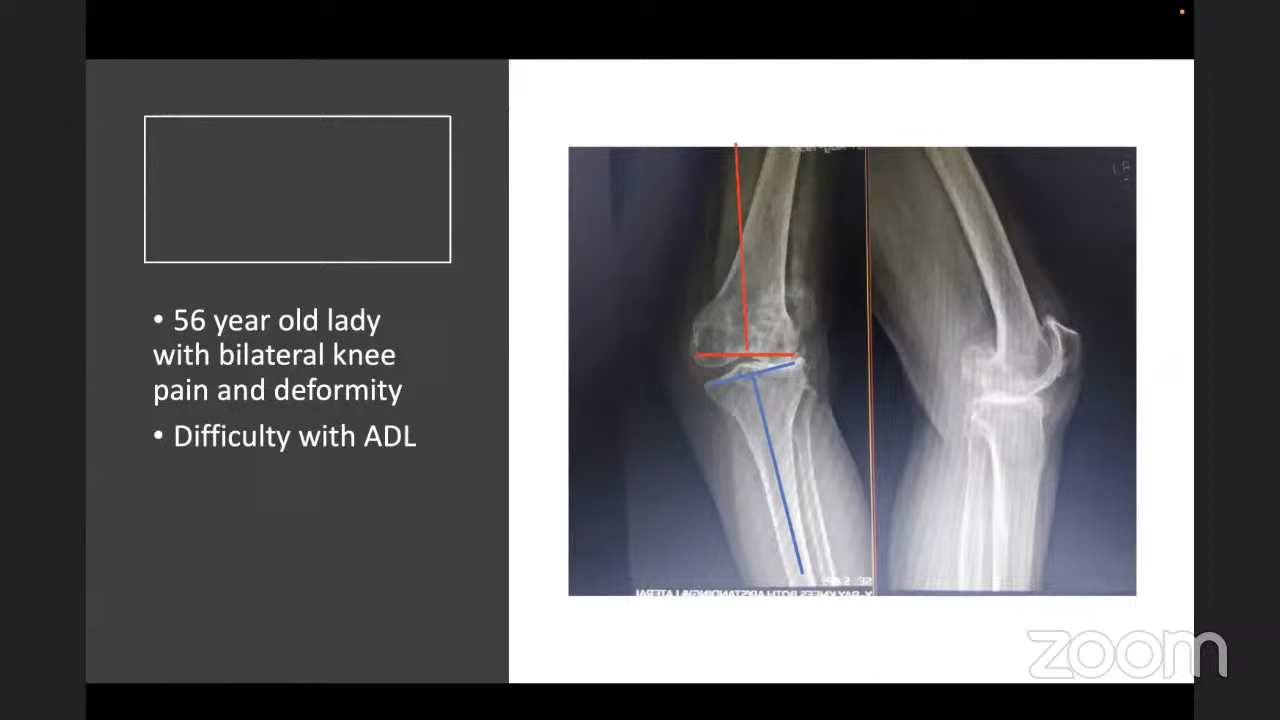 • 56 year old lady
with bilateral knee
pain and deformity
• Difficulty with ADL
zoom